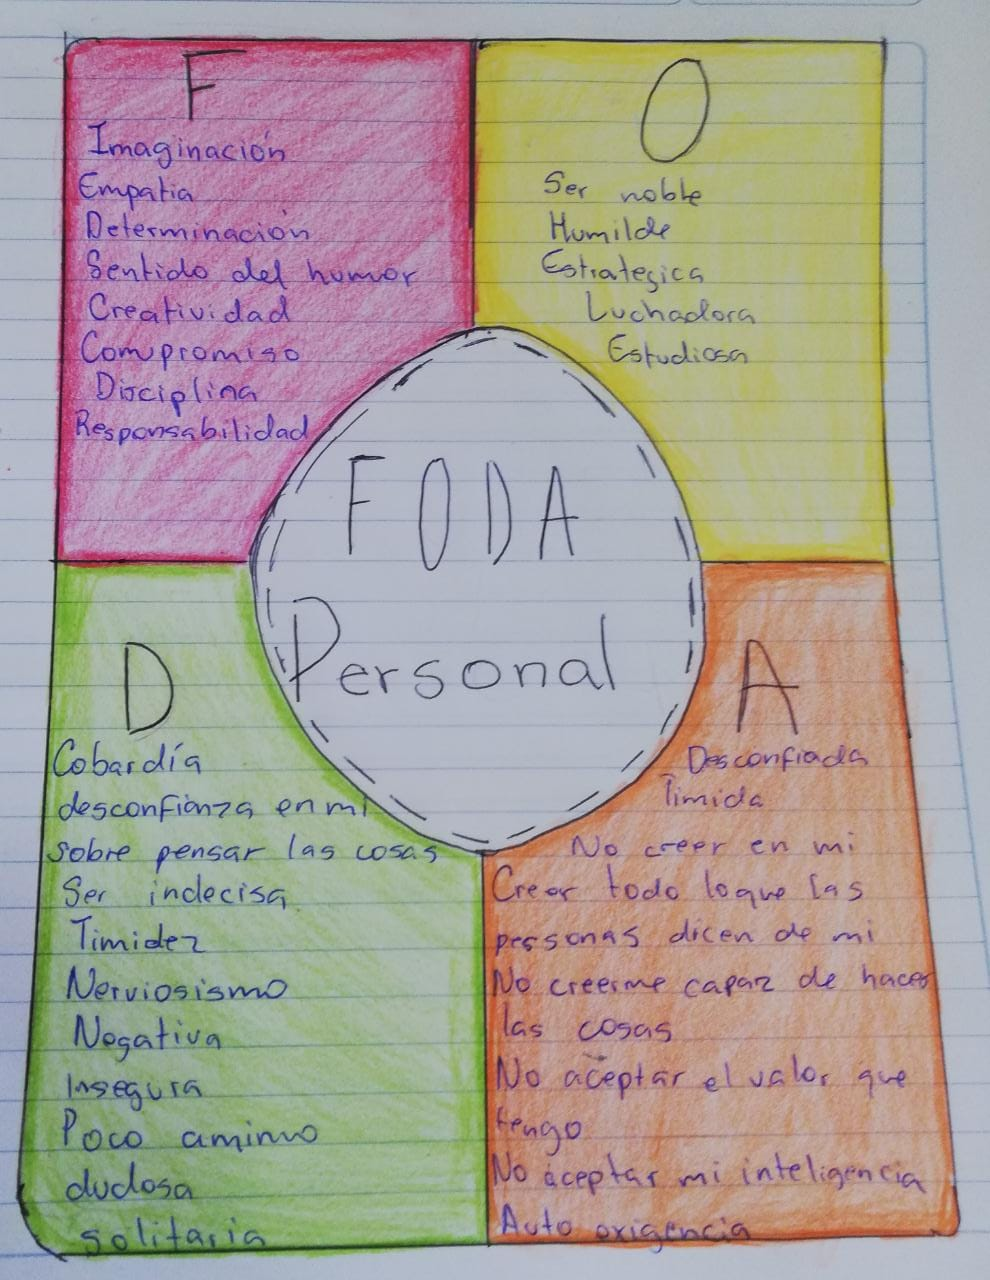 F
Imaginación
Empatia
Determinación
Sentido del humor
Creatividad
Compromiso
Disciplina
Responsabilidad
O
Ser noble
Humilde
Estrategica
Luchadora
Estudiosa
FODA
Personal
D
Cobardía
desconfianza en mi
sobre pensar las cosas
Ser indecisa
Timidez
Nerviosismo
Negativa
Insegura
Poco amimo
dudosa
solitaria
A
Desconfiada
Timida
No creer en mi
Creer todo loque las
personas dicen de mi
No creerme capaz de hacer
las cosas
No aceptar el valor que
tengo
No aceptar mi inteligencia
Auto exigencia